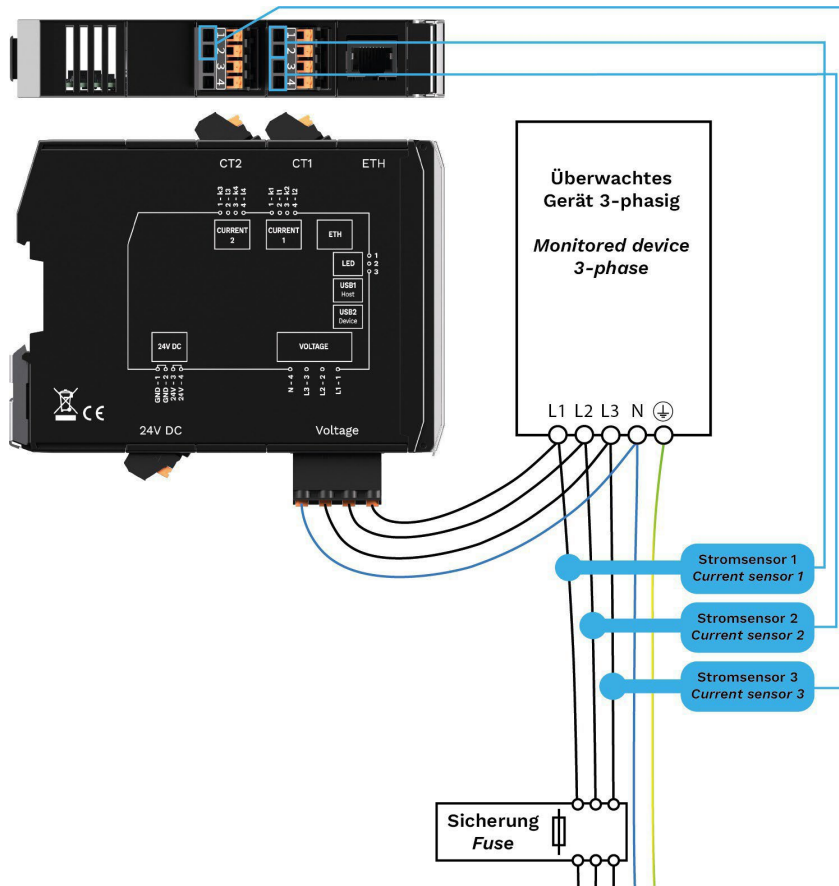 1
2
3
4
1
2
3
4
CT2
CT1
ETH
1 - k3
2 - l3
3 - k4
4 - l4
1 - k1
2 - l1
3 - k2
4 - l2
CURRENT
2
CURRENT
1
ETH
LED
1
2
3
USB1
Host
USB2
Device
24V DC
VOLTAGE
GND - 1
GND - 2
24V - 3
24V - 4
N - 4
L3 - 3
L2 - 2
L1 - 1
CE
24V DC
Voltage
Überwachtes
Gerät 3-phasig
Monitored device
3-phase
L1 L2 L3 N
Stromsensor 1
Current sensor 1
Stromsensor 2
Current sensor 2
Stromsensor 3
Current sensor 3
Sicherung
Fuse